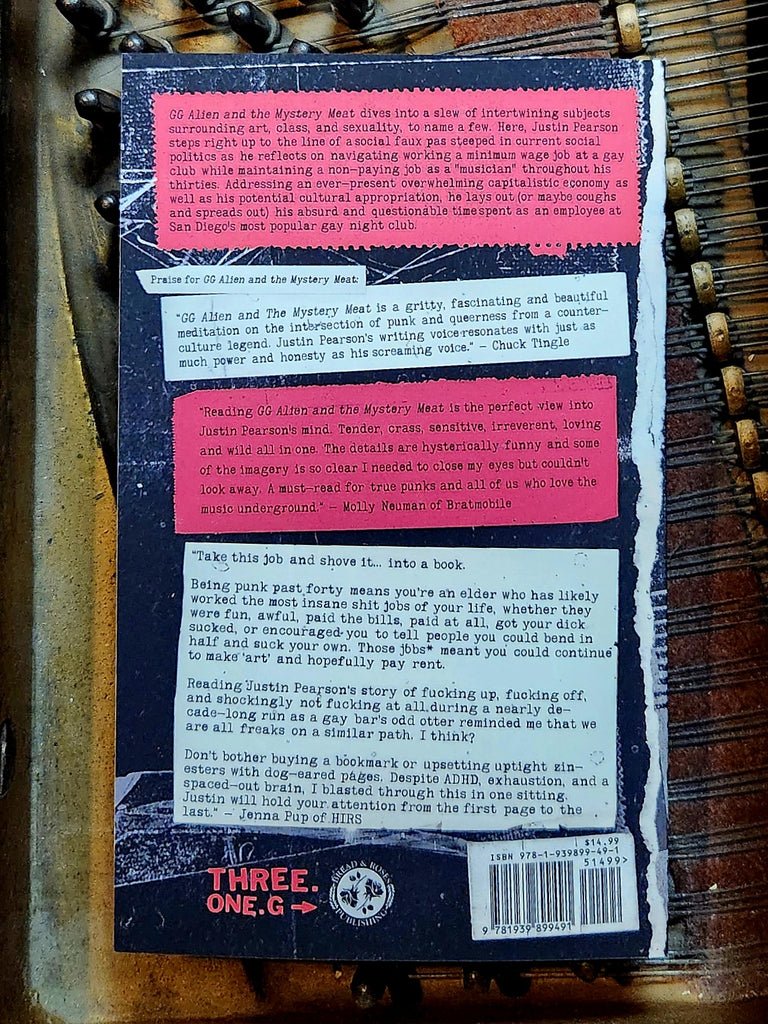 GG Alien and the Mystery Meat dives into a slew of intertwining subjects
surrounding art, class, and sexuality, to name a few. Here, Justin Pearson
steps right up to the line of a social faux pas steeped in current social
politics as he reflects on navigating working a minimum wage job at a gay
club while maintaining a non-paying job as a "musician" throughout his
thirties. Addressing an ever-present overwhelming capitalistic economy as
well as his potential cultural appropriation, he lays out (or maybe coughs
and spreads out) his absurd and questionable time spent as an employee at
San Diego's most popular gay night club.
Praise for GG Alien and the Mystery Meat:
"GG Alien and The Mystery Meat is a gritty, fascinating and beautiful
meditation on the intersection of punk and queerness from a counter-
culture legend. Justin Pearson's writing voice resonates with just as
much power and honesty as his screaming voice." – Chuck Tingle
"Reading GG Alien and the Mystery Meat is the perfect view into
Justin Pearson's mind. Tender, crass, sensitive, irreverent, loving
and wild all in one. The details are hysterically funny and some
of the imagery is so clear I needed to close my eyes but couldn't
look away. A must-read for true punks and all of us who love the
music underground." – Molly Neuman of Bratmobile
"Take this job and shove it... into a book.
Being punk past forty means you're an elder who has likely
worked the most insane shit jobs of your life, whether they
were fun, awful, paid the bills, paid at all, got your dick
sucked, or encouraged you to tell people you could bend in
half and suck your own. Those jobs* meant you could continue
to make 'art' and hopefully pay rent.
Reading Justin Pearson's story of fucking up, fucking off,
and shockingly not fucking at all during a nearly de-
cade-long run as a gay bar's odd otter reminded me that we
are all freaks on a similar path. I think?
Don't bother buying a bookmark or upsetting uptight zin-
esters with dog-eared pages. Despite ADHD, exhaustion, and a
spaced-out brain, I blasted through this in one sitting.
Justin will hold your attention from the first page to the
last." – Jenna Pup of HIRS
THREE.
ONE.G
BREAD & ROSES
PUBLISHING
$14.99
ISBN 978-1-939899-49-1
51499>
9 781939 899491